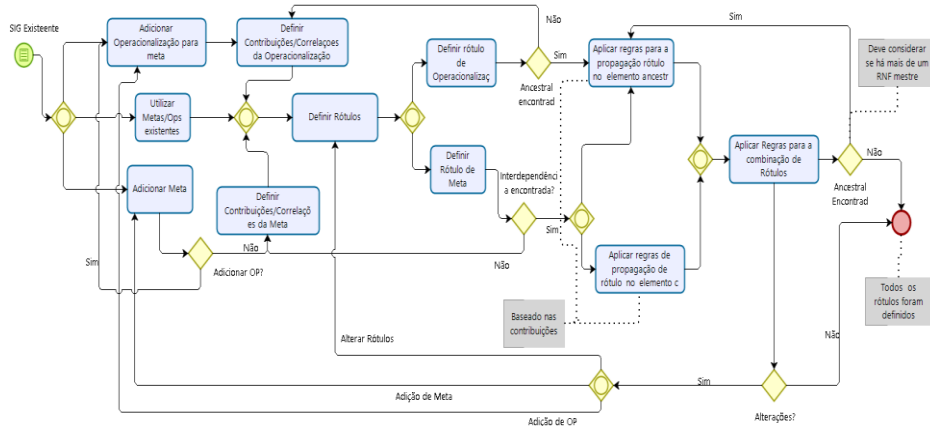 SIG Existeente
Adicionar
Operacionalização para
meta
Definir
Contribuições/Correlaçoes
da Operacionalização
Não
Sim
Definir rótulo
de
Operacionalizaç
Sim
Ancestral
encontrad
Aplicar regras para a
propagação rótulo
no elemento ancestr
Deve considerar
se há mais de um
RNF mestre
Utilizar
Metas/Ops
existentes
Definir Rótulos
Aplicar Regras para a
combinação de
Rótulos
Não
Ancestral
Encontrad
Definir
Rótulo de
Meta
Interdependênci
a encontrada?
Sim
Não
Adicionar Meta
Definir
Contribuições/Correlaçõ
es da Meta
Não
Sim
Adicionar OP?
Aplicar regras de
propagação de
rótulo no elemento c
Baseado nas
contribuições
Todos os
rótulos foram
definidos
Alterar Rótulos
Não
Adição de Meta
Sim
Adição de OP
Alterações?